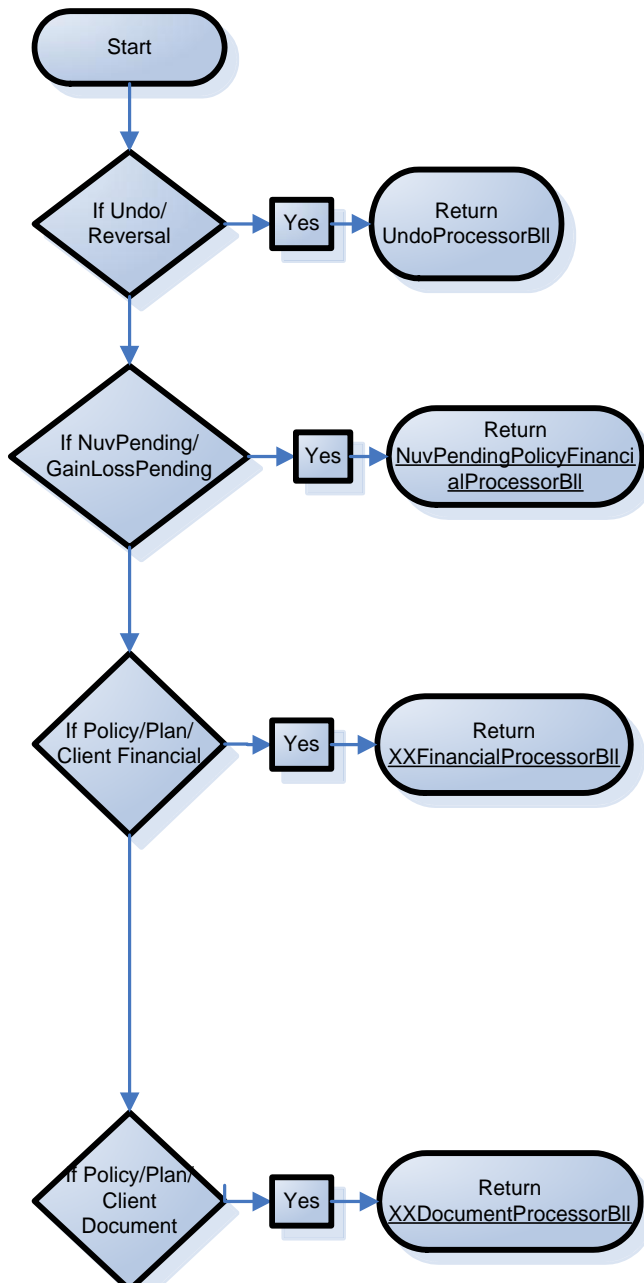 Start
If Undo/
Reversal
Yes
Return
UndoProcessorBll
If NuvPending/
GainLossPending
Yes
Return
NuvPendingPolicyFinanci
alProcessorBll
If Policy/Plan/
Client Financial
Yes
Return
XXFinancialProcessorBll
If Policy/Plan/
Client
Document
Yes
Return
XXDocumentProcessorBll